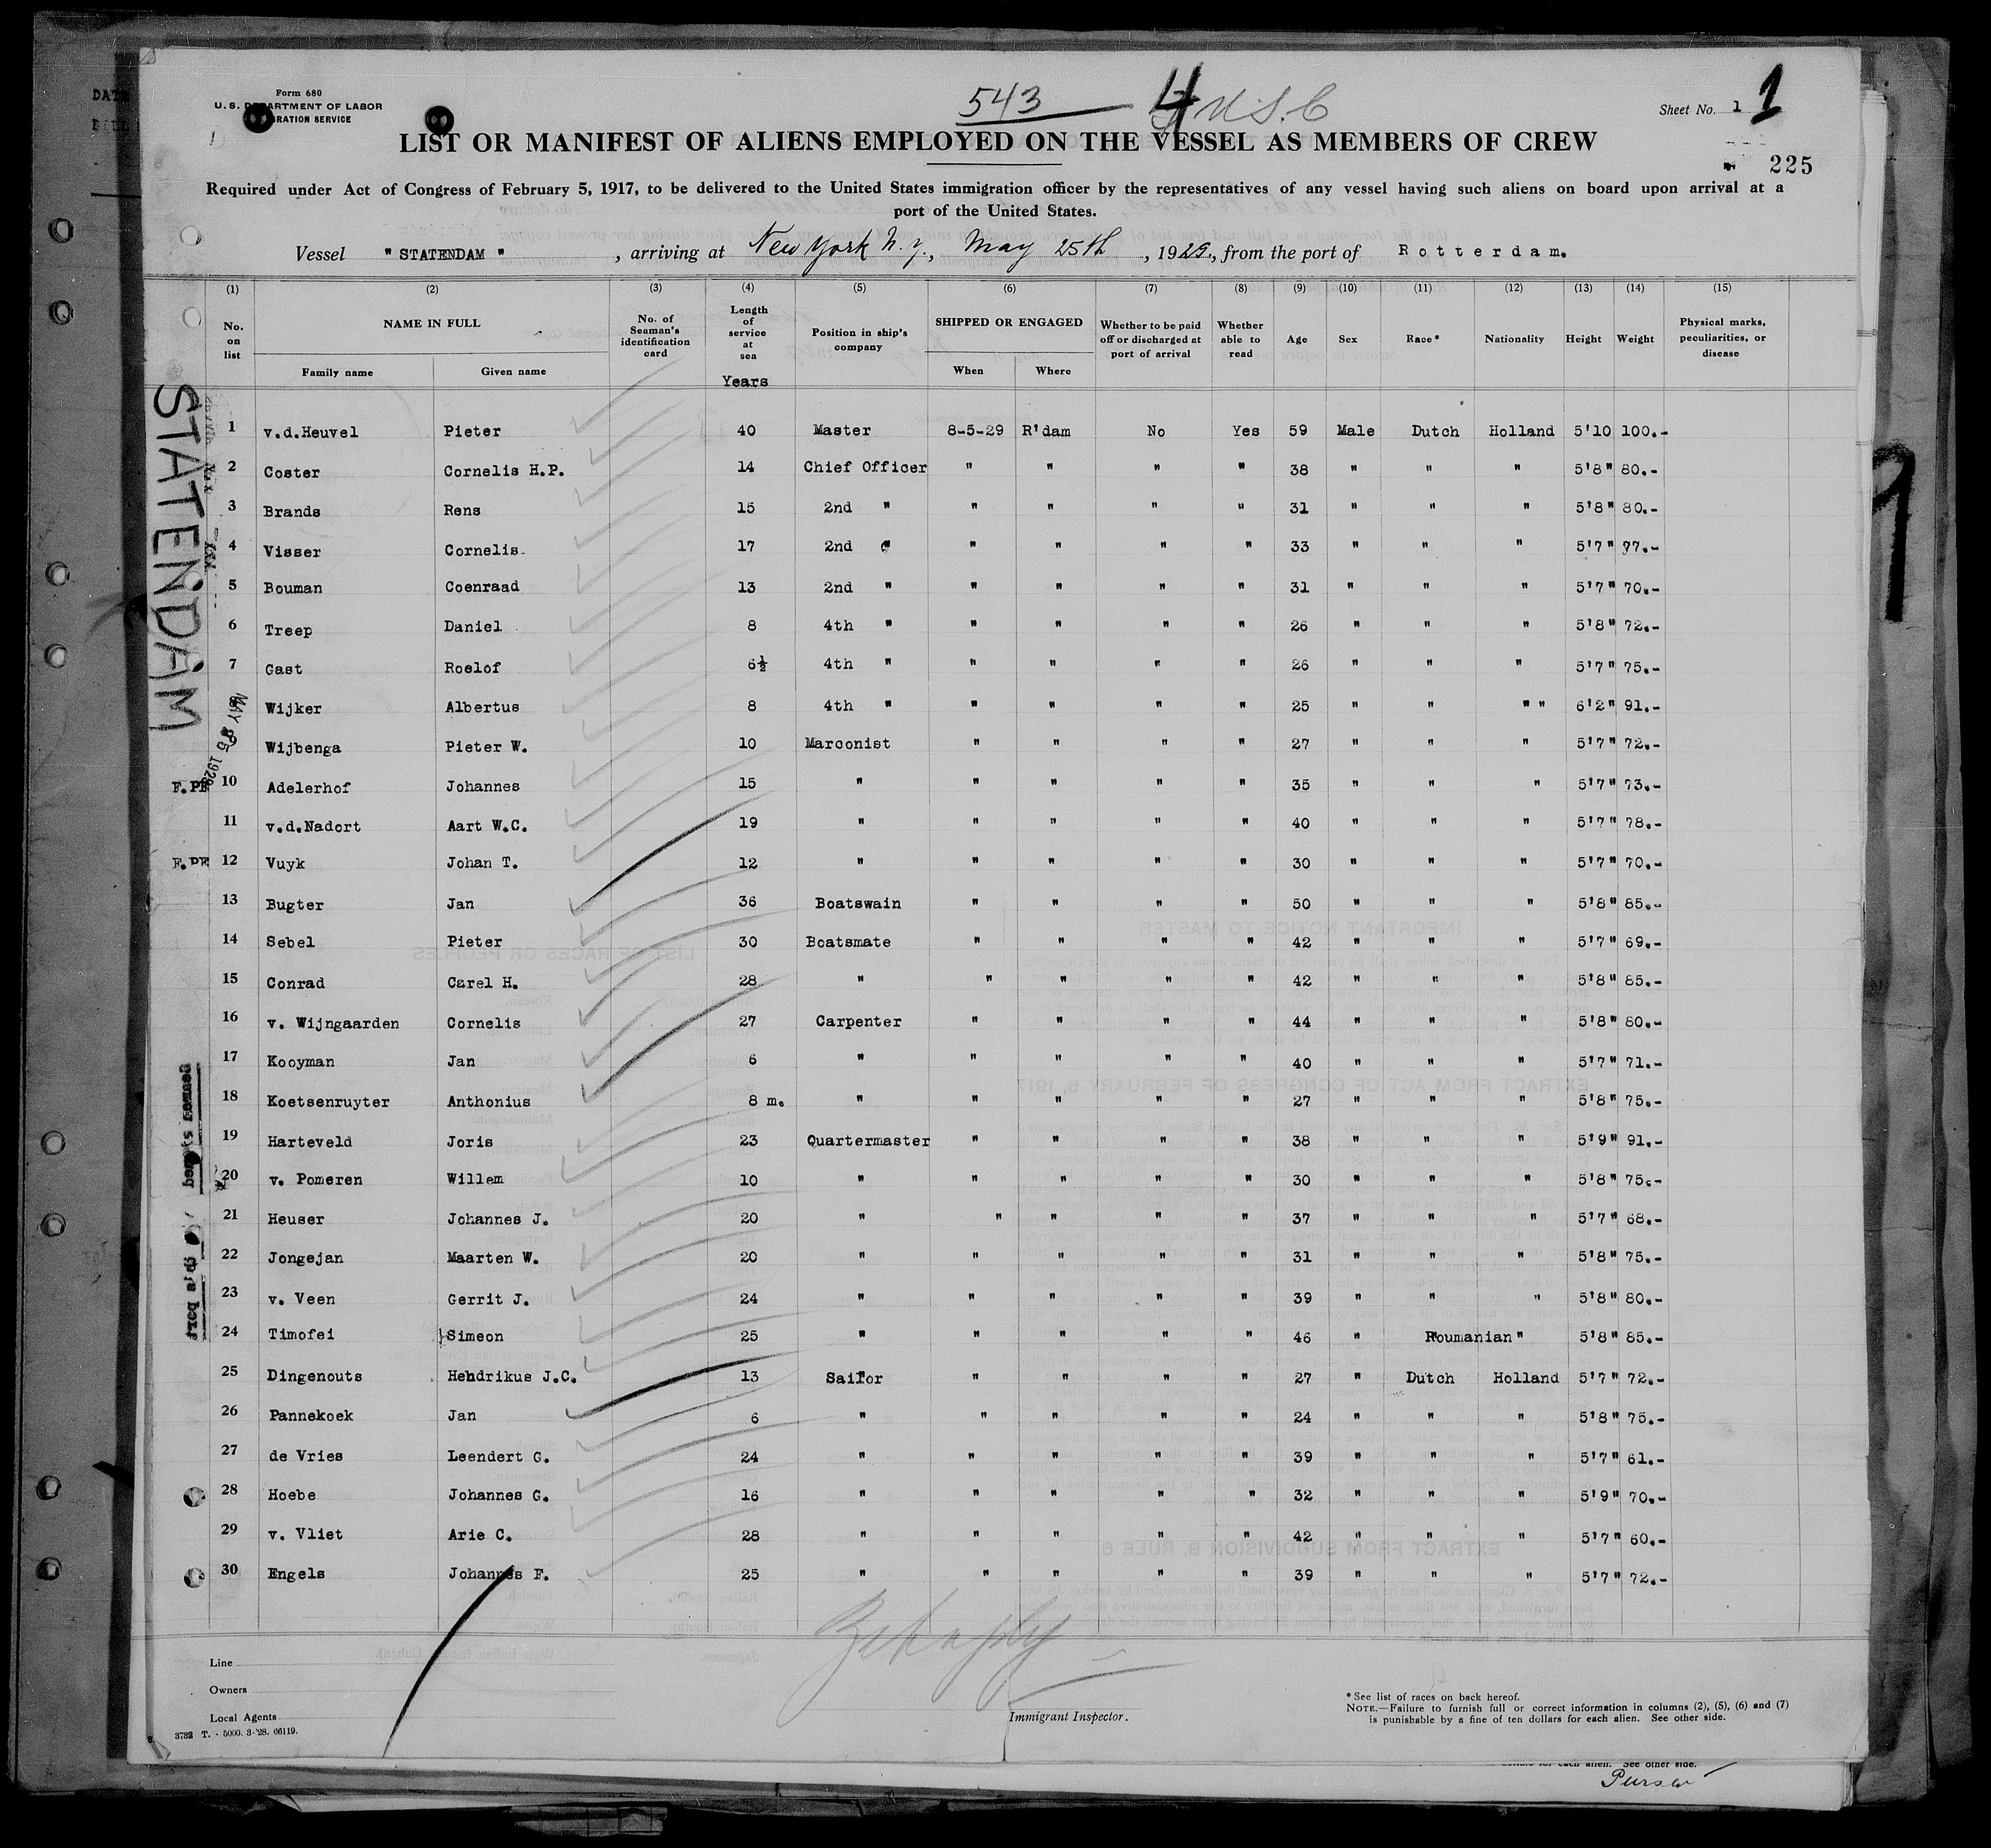 Form 680
U. S. DEPARTMENT OF LABOR
IMMIGRATION SERVICE
543 4 U.S.C
Sheet No. 1 1
LIST OR MANIFEST OF ALIENS EMPLOYED ON THE VESSEL AS MEMBERS OF CREW
225
Required under Act of Congress of February 5, 1917, to be delivered to the United States immigration officer by the representatives of any vessel having such aliens on board upon arrival at a
port of the United States.
Vessel "STATENDAM", arriving at New York N.Y., May 25th, 1929, from the port of Rotterdam.
(1) (2) (3) (4) (5) (6) (7) (8) (9) (10) (11) (12) (13) (14) (15)
No. on list NAME IN FULL Family name Given name No. of Seaman's identification card Length of service at sea Years Position in ship's company SHIPPED OR ENGAGED When Where Whether to be paid off or discharged at port of arrival Whether able to read Age Sex Race* Nationality Height Weight Physical marks, peculiarities, or disease
STATENDAM
MAY 25 1929
1 v.d.Heuvel Pieter 40 Master 8-5-29 R'dam No Yes 59 Male Dutch Holland 5'10 100.-
2 Coster Cornelis H.P. 14 Chief Officer " " " " 38 " " " 5'8" 80.-
3 Brands Rens 15 2nd " " " " " 31 " " " 5'8" 80.-
4 Visser Cornelis 17 2nd " " " " " 33 " " " 5'7" 77.-
5 Bouman Coenraad 13 2nd " " " " " 31 " " " 5'7" 70.-
6 Treep Daniel 8 4th " " " " " 26 " " " 5'8" 72.-
7 Gast Roelof 6½ 4th " " " " " 26 " " " 5'7" 75.-
Wijker Albertus 8 4th " " " " " 25 " " " " 6'2" 91.-
Wijbenga Pieter W. 10 Marconist " " " " 27 " " " 5'7" 72.-
F.PE 10 Adelerhof Johannes 15 " " " " " 35 " " " 5'7" 73.-
11 v.d.Nadort Aart W.C. 19 " " " " " 40 " " " 5'7" 78.-
F.PE 12 Vuyk Johan T. 12 " " " " " 30 " " " 5'7" 70.-
13 Bugter Jan 36 Boatswain " " " " 50 " " " 5'8" 85.-
14 Sebel Pieter 30 Boatsmate " " " " 42 " " " 5'7" 69.-
15 Conrad Carel H. 28 " " " " " 42 " " " 5'8" 85.-
16 v. Wijngaarden Cornelis 27 Carpenter " " " " 44 " " " 5'8" 80.-
17 Kooyman Jan 6 " " " " " 40 " " " 5'7" 71.-
18 Koetsenruyter Anthonius 8 m. " " " " " 27 " " " 5'8" 75.-
19 Harteveld Joris 23 Quartermaster " " " " 38 " " " 5'9" 91.-
20 v. Pomeren Willem 10 " " " " " 30 " " " 5'8" 75.-
21 Heuser Johannes J. 20 " " " " " 37 " " " 5'7" 68.-
22 Jongejan Maarten W. 20 " " " " " 31 " " " 5'8" 75.-
23 v. Veen Gerrit J. 24 " " " " " 39 " " " 5'8" 80.-
24 Timofei Simeon 25 " " " " " 46 " Roumanian " 5'8" 85.-
25 Dingenouts Hendrikus J.C. 13 Sailor " " " " 27 " Dutch Holland 5'7" 72.-
26 Pannekoek Jan 6 " " " " " 24 " " " 5'8" 75.-
27 de Vries Leendert G. 24 " " " " " 39 " " " 5'7" 61.-
28 Hoebe Johannes G. 16 " " " " " 32 " " " 5'9" 70.-
29 v. Vliet Arie C. 28 " " " " " 42 " " " 5'7" 60.-
30 Engels Johannes F. 25 " " " " " 39 " " " 5'7" 72.-
Line
Owners
Local Agents
3732 T. - 5000. 3-28. 66119.
Immigrant Inspector.
* See list of races on back hereof.
NOTE.—Failure to furnish full or correct information in columns (2), (5), (6) and (7)
is punishable by a fine of ten dollars for each alien. See other side.
for each alien. See other side.
Purser